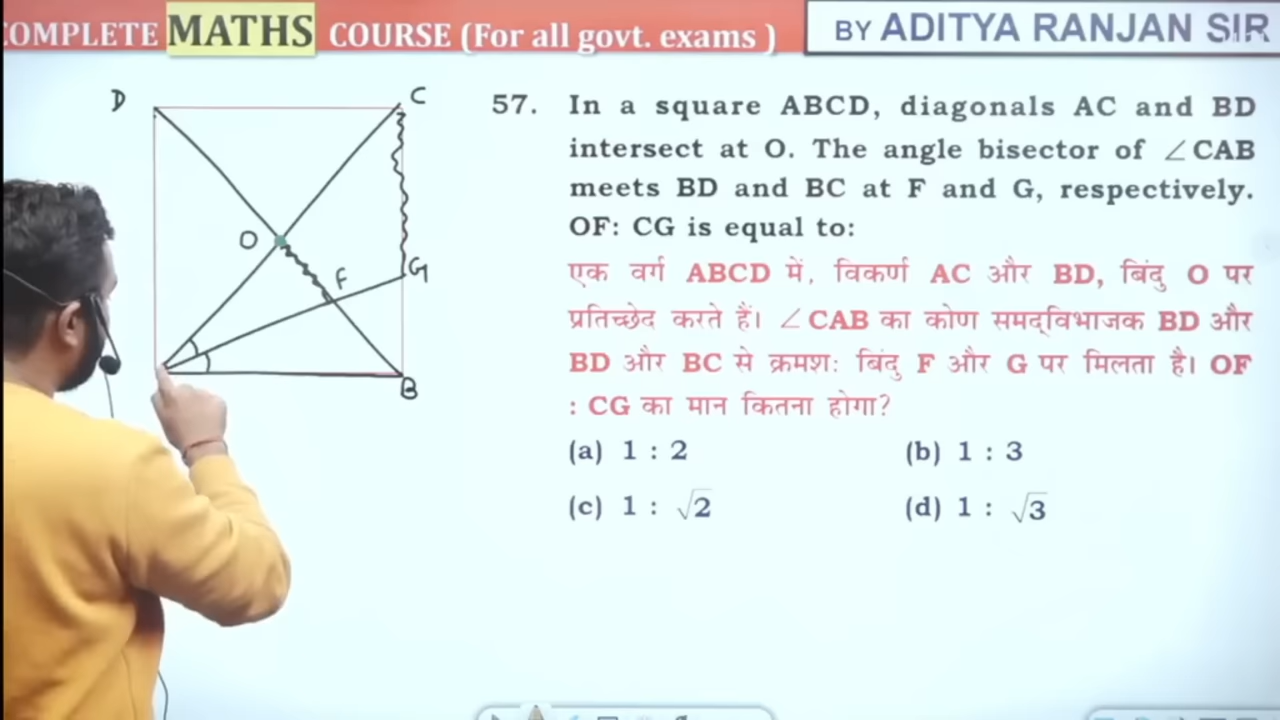 COMPLETE MATHS COURSE (For all govt. exams )
BY ADITYA RANJAN SIR
D
C
O
F
G
B
57. In a square ABCD, diagonals AC and BD
intersect at O. The angle bisector of ∠CAB
meets BD and BC at F and G, respectively.
OF: CG is equal to:
एक वर्ग ABCD में, विकर्ण AC और BD, बिंदु O पर
प्रतिच्छेद करते हैं। ∠CAB का कोण समद्विभाजक BD और
BD और BC से क्रमशः बिंदु F और G पर मिलता है। OF
: CG का मान कितना होगा?
(a) 1 : 2
(b) 1 : 3
(c) 1 : √2
(d) 1 : √3